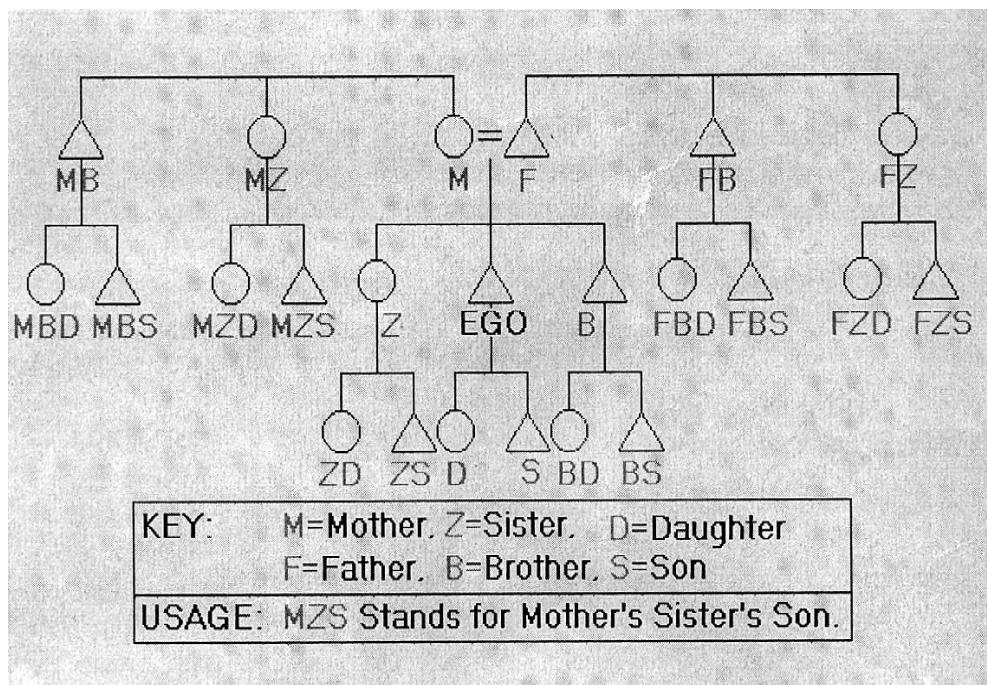 MB MZ M = F FB FZ
MBD MBS MZD MZS Z EGO B FBD FBS FZD FZS
ZD ZS D S BD BS
KEY: M=Mother, Z=Sister, D=Daughter
F=Father, B=Brother, S=Son
USAGE: MZS Stands for Mother's Sister's Son.